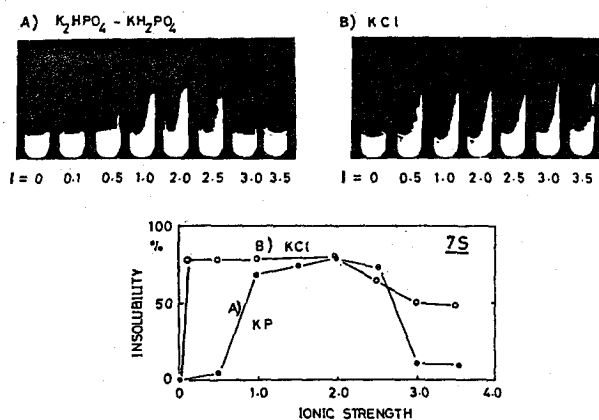 A) K₂HPO₄ - KH₂PO₄
B) KCl
I = 0 0.1 0.5 1.0 2.0 2.5 3.0 3.5
I = 0 0.5 1.0 2.0 2.5 3.0 3.5
100
%
50
0
INSOLUBILITY
B) KCl
7S
A)
KP
0 1.0 2.0 3.0 4.0
IONIC STRENGTH